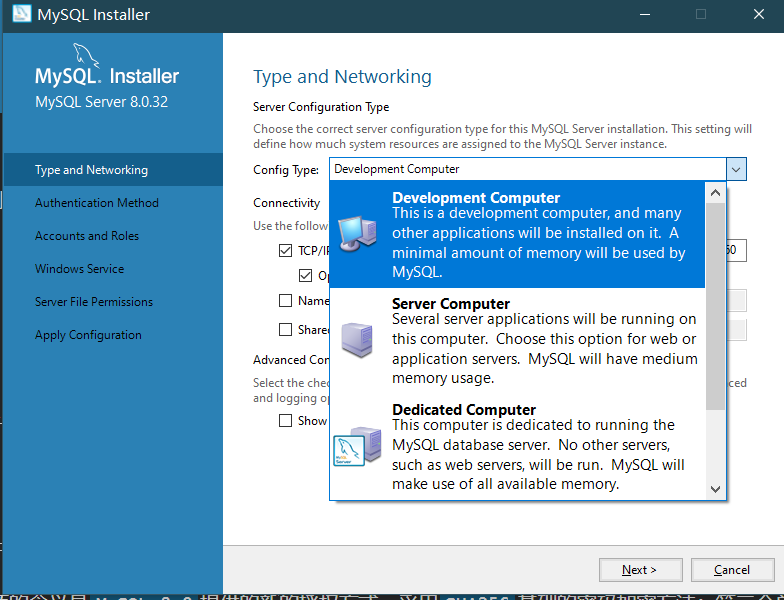 MySQL Installer
MySQL. Installer
MySQL Server 8.0.32
Type and Networking
Authentication Method
Accounts and Roles
Windows Service
Server File Permissions
Apply Configuration
Type and Networking
Server Configuration Type
Choose the correct server configuration type for this MySQL Server installation. This setting will
define how much system resources are assigned to the MySQL Server instance.
Config Type: Development Computer
Development Computer
This is a development computer, and many
other applications will be installed on it. A
minimal amount of memory will be used by
MySQL.
Server Computer
Several server applications will be running on
this computer. Choose this option for web or
application servers. MySQL will have medium
memory usage.
Dedicated Computer
This computer is dedicated to running the
MySQL database server. No other servers,
such as web servers, will be run. MySQL will
make use of all available memory.
Connectivity
Use the follow
TCP/IP
Name
Share
Advanced Con
Select the chec
and logging op
Show
Next >
Cancel